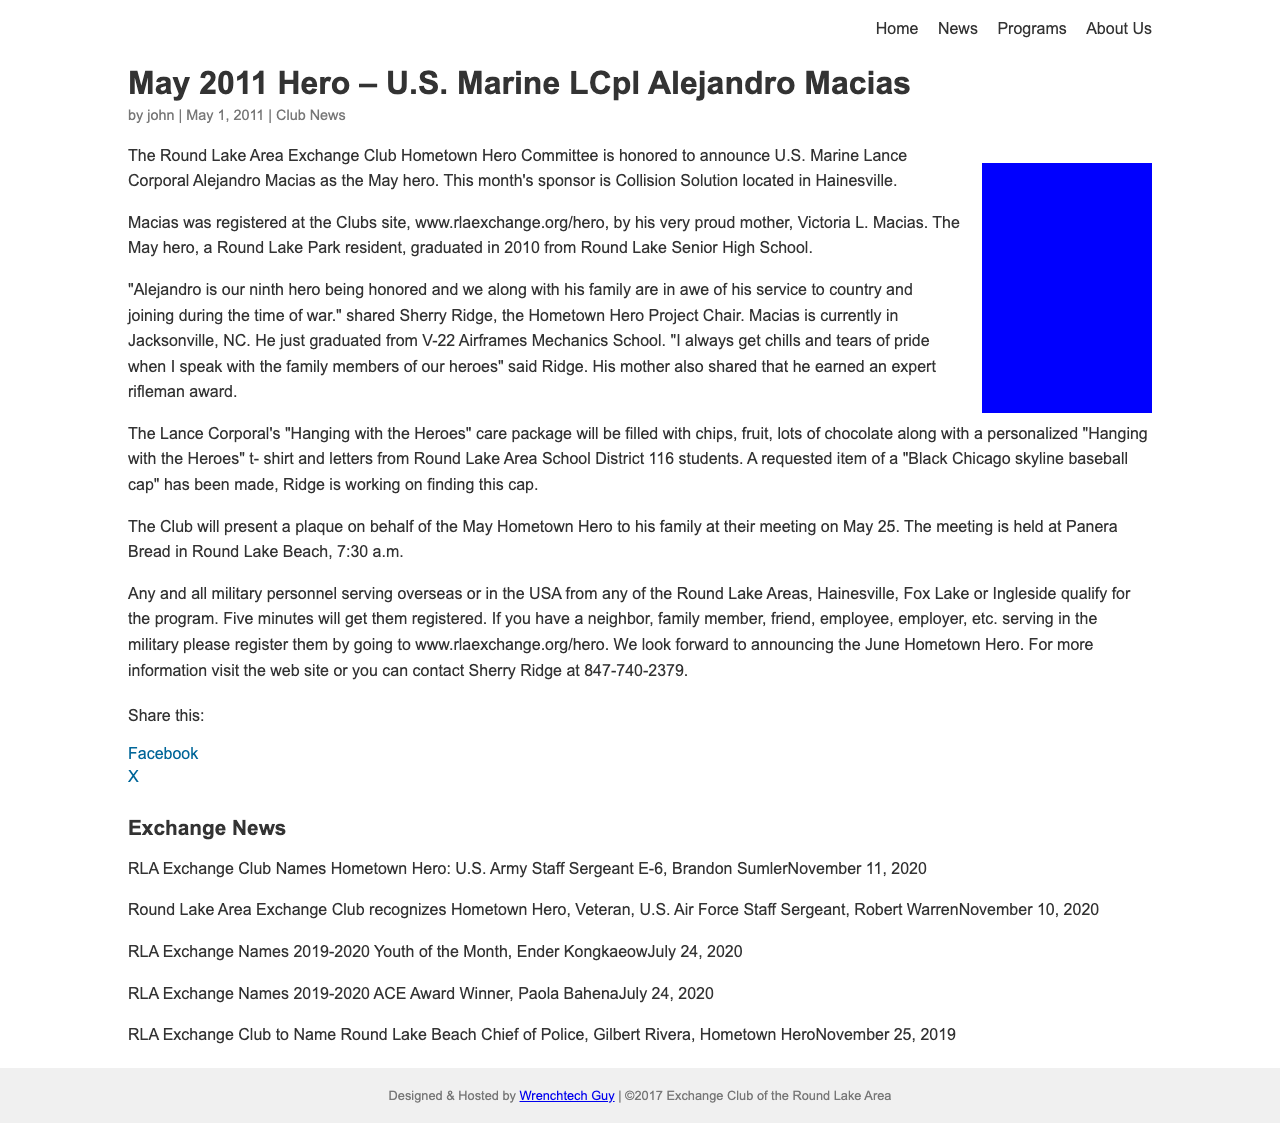 Home News Programs About Us
May 2011 Hero – U.S. Marine LCpl Alejandro Macias
by john | May 1, 2011 | Club News
The Round Lake Area Exchange Club Hometown Hero Committee is honored to announce U.S. Marine Lance
Corporal Alejandro Macias as the May hero. This month's sponsor is Collision Solution located in Hainesville.
Macias was registered at the Clubs site, www.rlaexchange.org/hero, by his very proud mother, Victoria L. Macias. The
May hero, a Round Lake Park resident, graduated in 2010 from Round Lake Senior High School.
"Alejandro is our ninth hero being honored and we along with his family are in awe of his service to country and
joining during the time of war." shared Sherry Ridge, the Hometown Hero Project Chair. Macias is currently in
Jacksonville, NC. He just graduated from V-22 Airframes Mechanics School. "I always get chills and tears of pride
when I speak with the family members of our heroes" said Ridge. His mother also shared that he earned an expert
rifleman award.
The Lance Corporal's "Hanging with the Heroes" care package will be filled with chips, fruit, lots of chocolate along with a personalized "Hanging
with the Heroes" t- shirt and letters from Round Lake Area School District 116 students. A requested item of a "Black Chicago skyline baseball
cap" has been made, Ridge is working on finding this cap.
The Club will present a plaque on behalf of the May Hometown Hero to his family at their meeting on May 25. The meeting is held at Panera
Bread in Round Lake Beach, 7:30 a.m.
Any and all military personnel serving overseas or in the USA from any of the Round Lake Areas, Hainesville, Fox Lake or Ingleside qualify for
the program. Five minutes will get them registered. If you have a neighbor, family member, friend, employee, employer, etc. serving in the
military please register them by going to www.rlaexchange.org/hero. We look forward to announcing the June Hometown Hero. For more
information visit the web site or you can contact Sherry Ridge at 847-740-2379.
Share this:
Facebook
X
Exchange News
RLA Exchange Club Names Hometown Hero: U.S. Army Staff Sergeant E-6, Brandon SumlerNovember 11, 2020
Round Lake Area Exchange Club recognizes Hometown Hero, Veteran, U.S. Air Force Staff Sergeant, Robert WarrenNovember 10, 2020
RLA Exchange Names 2019-2020 Youth of the Month, Ender KongkaeowJuly 24, 2020
RLA Exchange Names 2019-2020 ACE Award Winner, Paola BahenaJuly 24, 2020
RLA Exchange Club to Name Round Lake Beach Chief of Police, Gilbert Rivera, Hometown HeroNovember 25, 2019
Designed & Hosted by Wrenchtech Guy | ©2017 Exchange Club of the Round Lake Area